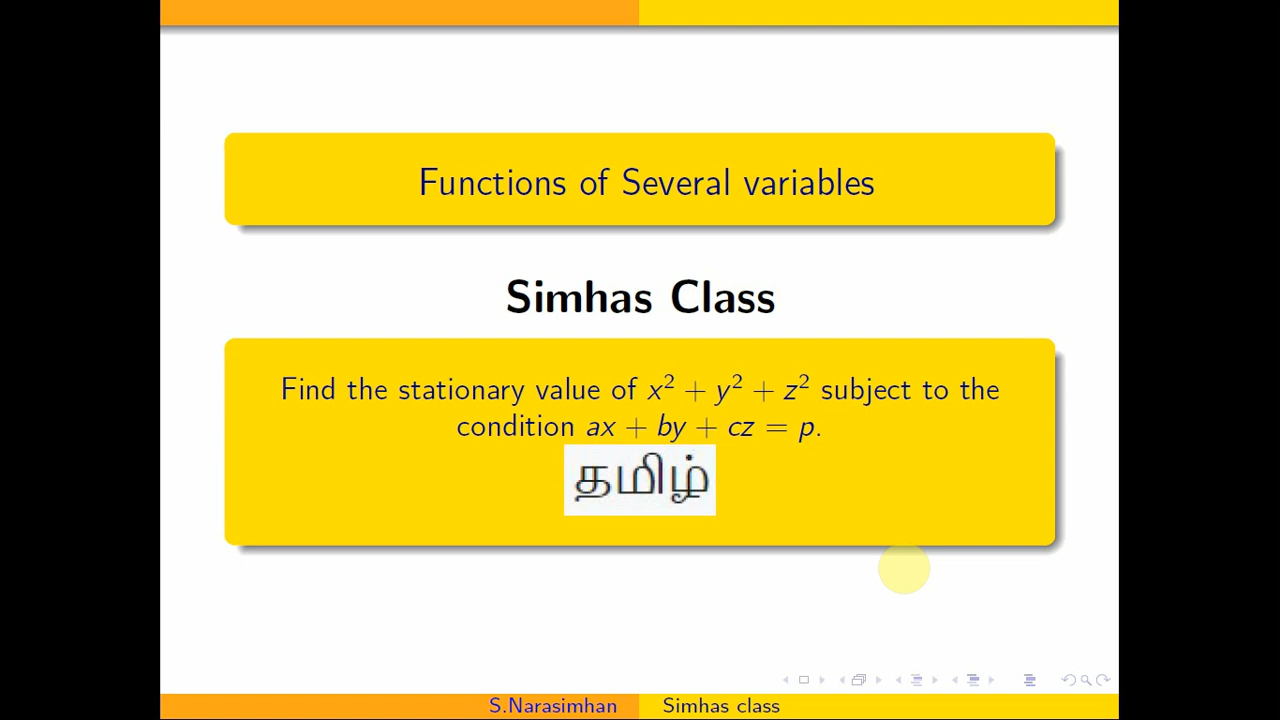 Functions of Several variables
Simhas Class
Find the stationary value of x² + y² + z² subject to the
condition ax + by + cz = p.
தமிழ்
S.Narasimhan Simhas class